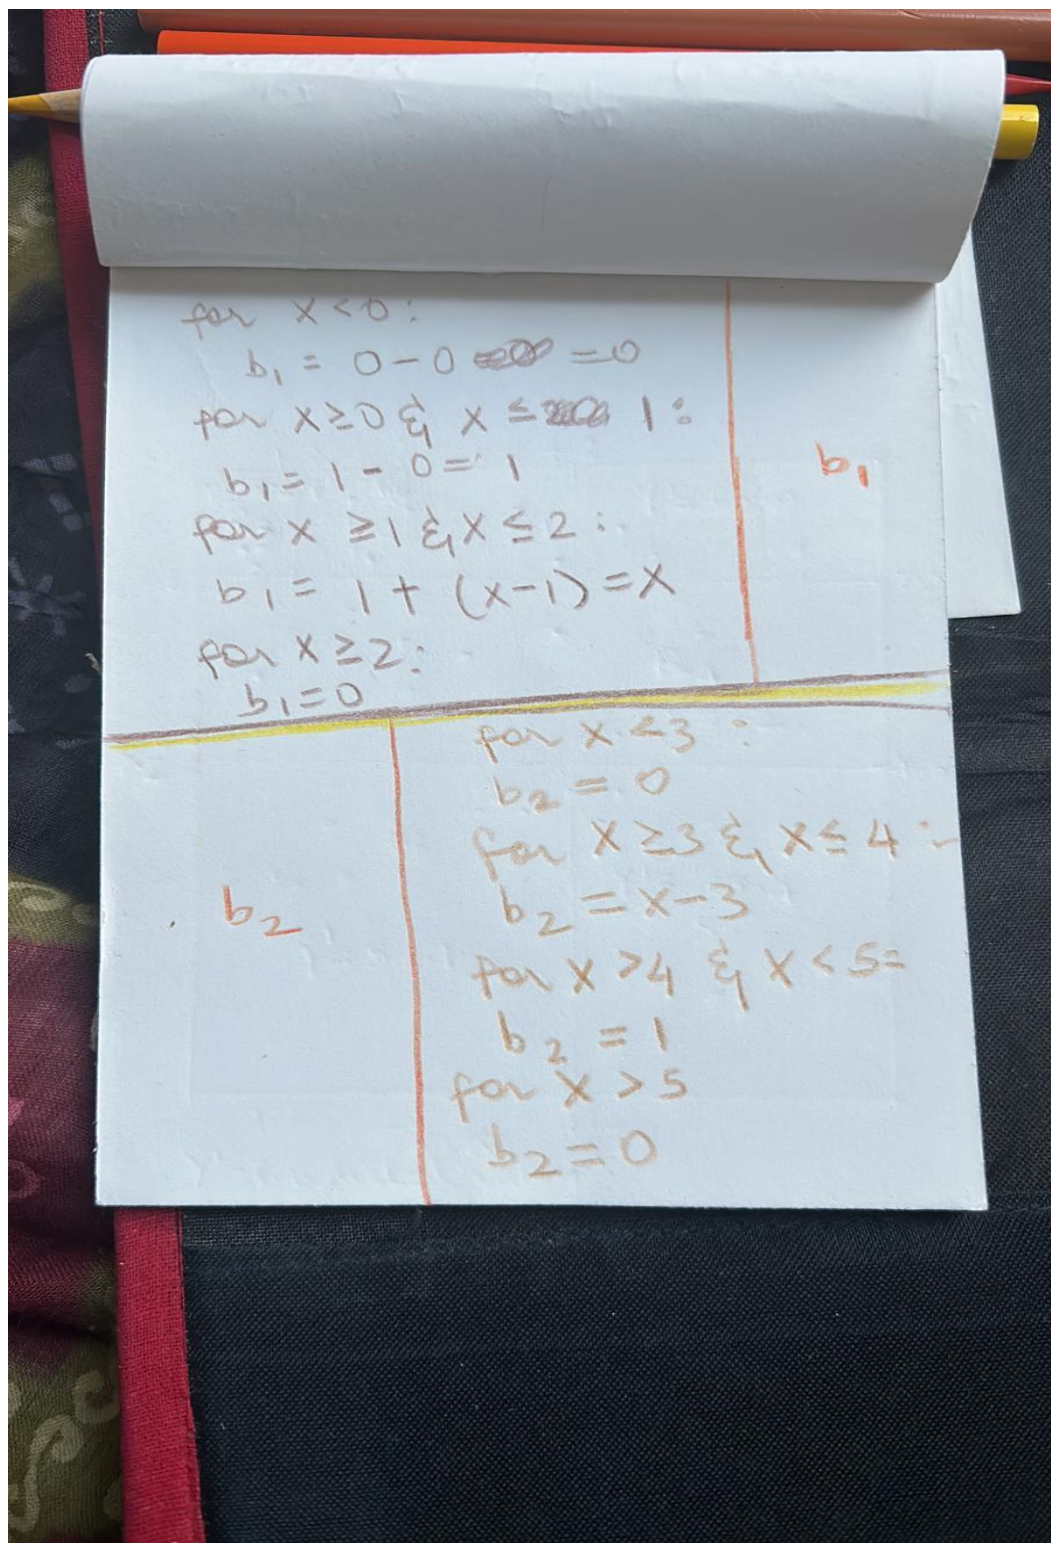 for x < 0 :
b₁ = 0 - 0 = 0
for x ≥ 0 & x ≤ 1 :
b₁ = 1 - 0 = 1
for x ≥ 1 & x ≤ 2 :
b₁ = 1 + (x-1) = x
for x ≥ 2 :
b₁ = 0
b₁
for x < 3 :
b₂ = 0
for x ≥ 3 & x ≤ 4 :-
b₂ = x - 3
for x > 4 & x < 5 =
b₂ = 1
for x > 5
b₂ = 0
b₂